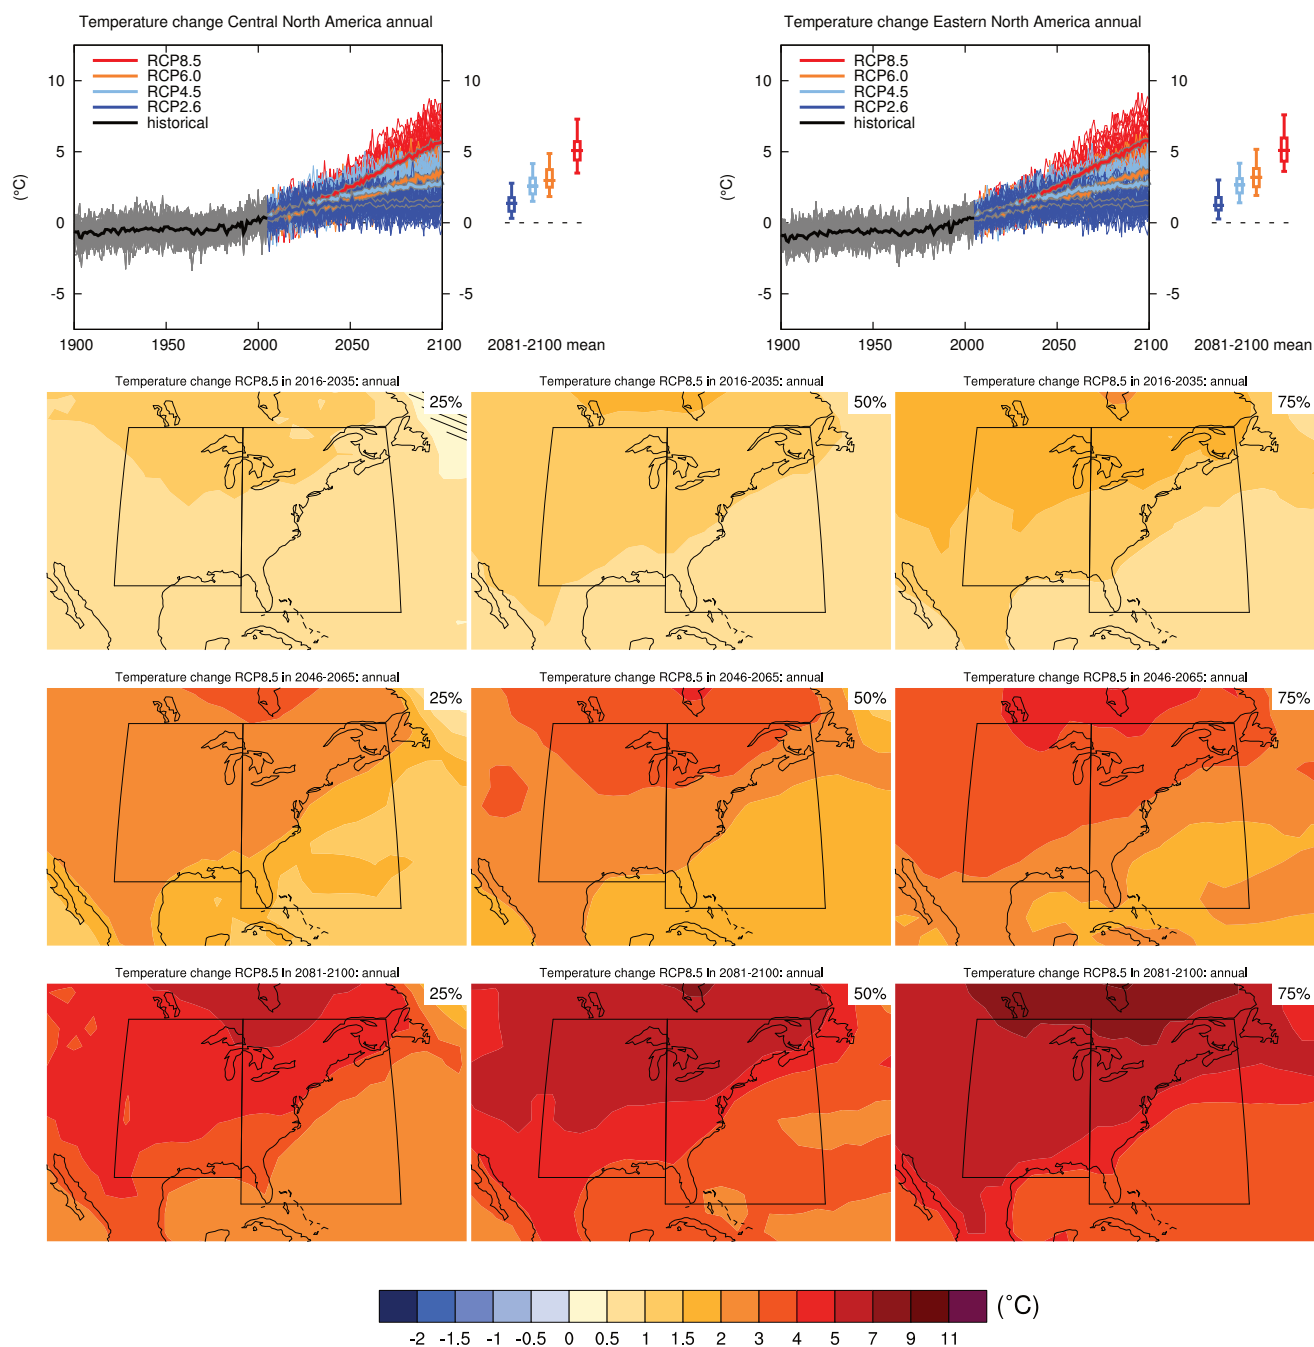 Temperature change Central North America annual
Temperature change Eastern North America annual
10
5
0
-5
(°C)
RCP8.5
RCP6.0
RCP4.5
RCP2.6
historical
10
5
0
-5
1900 1950 2000 2050 2100 2081-2100 mean
10
5
0
-5
(°C)
RCP8.5
RCP6.0
RCP4.5
RCP2.6
historical
10
5
0
-5
1900 1950 2000 2050 2100 2081-2100 mean
Temperature change RCP8.5 in 2016-2035: annual
25%
Temperature change RCP8.5 in 2016-2035: annual
50%
Temperature change RCP8.5 in 2016-2035: annual
75%
Temperature change RCP8.5 in 2046-2065: annual
25%
Temperature change RCP8.5 in 2046-2065: annual
50%
Temperature change RCP8.5 in 2046-2065: annual
75%
Temperature change RCP8.5 in 2081-2100: annual
25%
Temperature change RCP8.5 in 2081-2100: annual
50%
Temperature change RCP8.5 in 2081-2100: annual
75%
(°C)
-2 -1.5 -1 -0.5 0 0.5 1 1.5 2 3 4 5 7 9 11